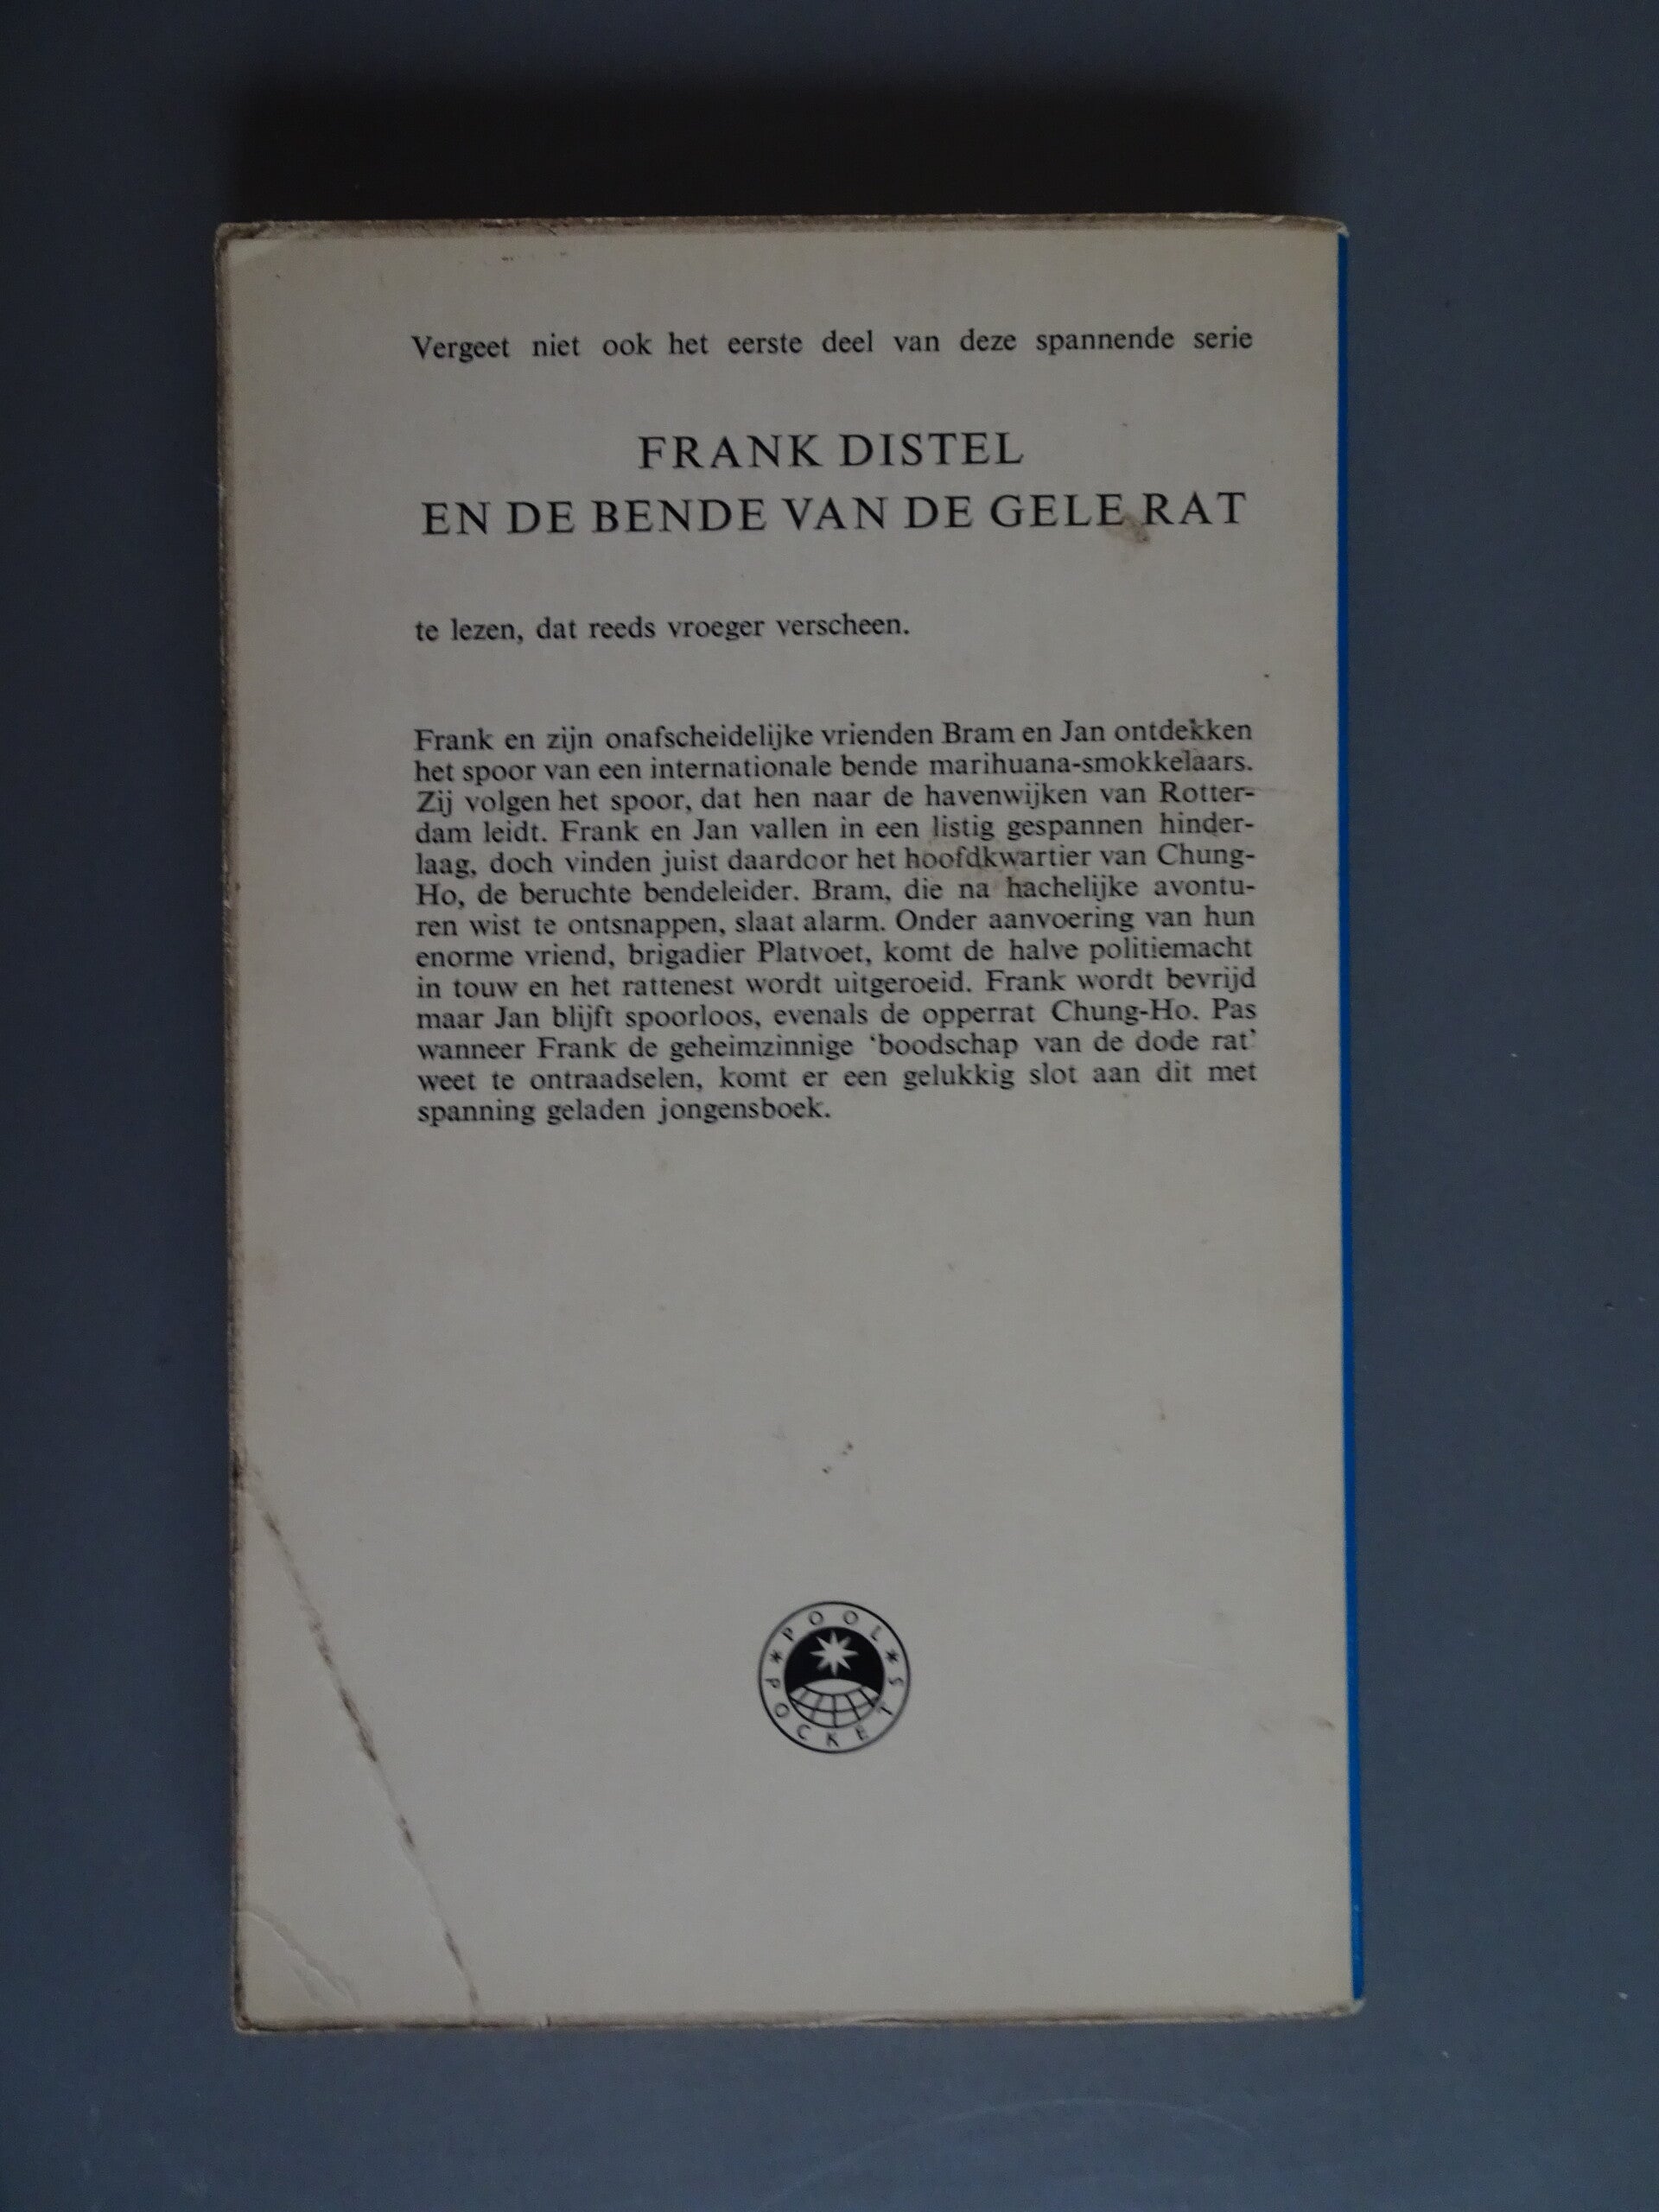 Vergeet niet ook het eerste deel van deze spannende serie
FRANK DISTEL
EN DE BENDE VAN DE GELE RAT
te lezen, dat reeds vroeger verscheen.
Frank en zijn onafscheidelijke vrienden Bram en Jan ontdekken
het spoor van een internationale bende marihuana-smokkelaars.
Zij volgen het spoor, dat hen naar de havenwijken van Rotter-
dam leidt. Frank en Jan vallen in een listig gespannen hinder-
laag, doch vinden juist daardoor het hoofdkwartier van Chung-
Ho, de beruchte bendeleider. Bram, die na hachelijke avontu-
ren wist te ontsnappen, slaat alarm. Onder aanvoering van hun
enorme vriend, brigadier Platvoet, komt de halve politiemacht
in touw en het rattenest wordt uitgeroeid. Frank wordt bevrijd
maar Jan blijft spoorloos, evenals de opperrat Chung-Ho. Pas
wanneer Frank de geheimzinnige ‘boodschap van de dode rat’
weet te ontraadselen, komt er een gelukkig slot aan dit met
spanning geladen jongensboek.
* POOL *
POCKETS